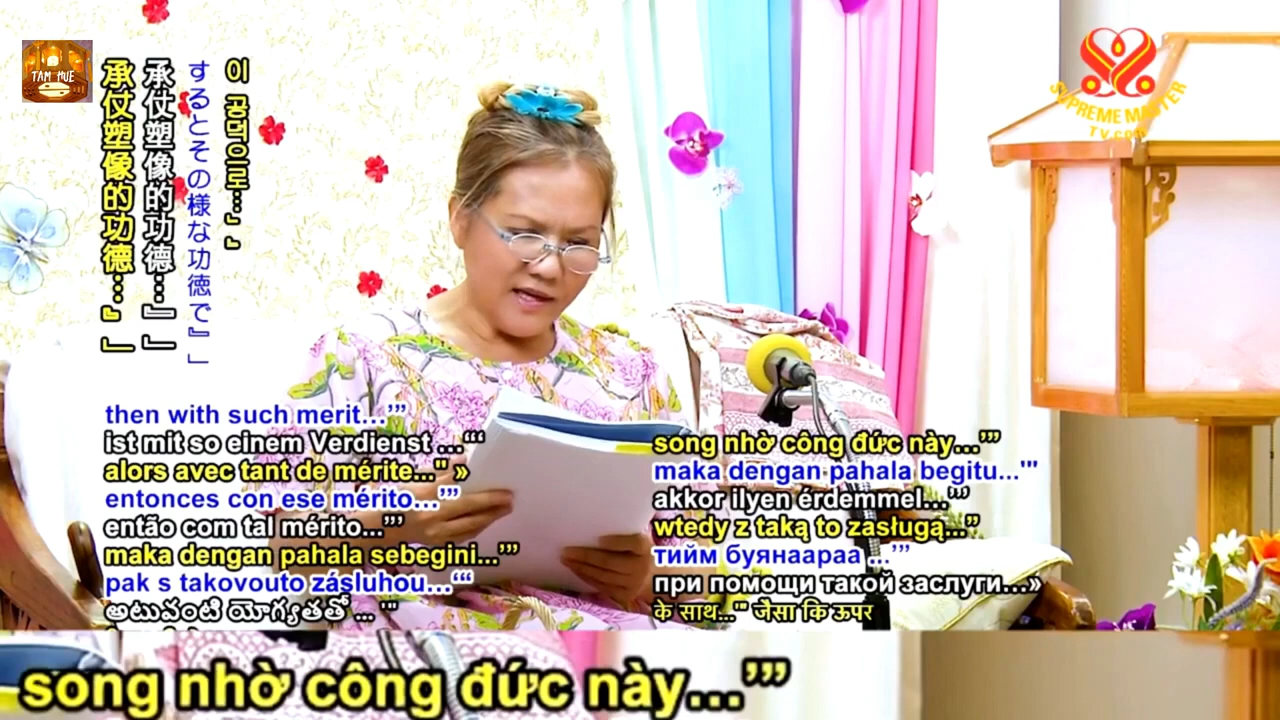 TAM HUE
SUPREME MASTER
TV.COM
承仗塑像的功德…』」
承仗塑像的功德…』」
するとその様な功徳で』」
이 공덕으로…」」
then with such merit…’”
ist mit so einem Verdienst …“‘
alors avec tant de mérite..." »
entonces con ese mérito…’”
então com tal mérito...”’
maka dengan pahala sebegini...’”
pak s takovouto zásluhou…‘“
అటువంటి యోగ్యతతో ... '"
song nhờ công đức này…’”
maka dengan pahala begitu...'"
akkor ilyen érdemmel…”’
wtedy z taką to zasługą...”
тийм буянаараа …’”
при помощи такой заслуги…»
के साथ..'" जैसा कि ऊपर
song nhờ công đức này…’”